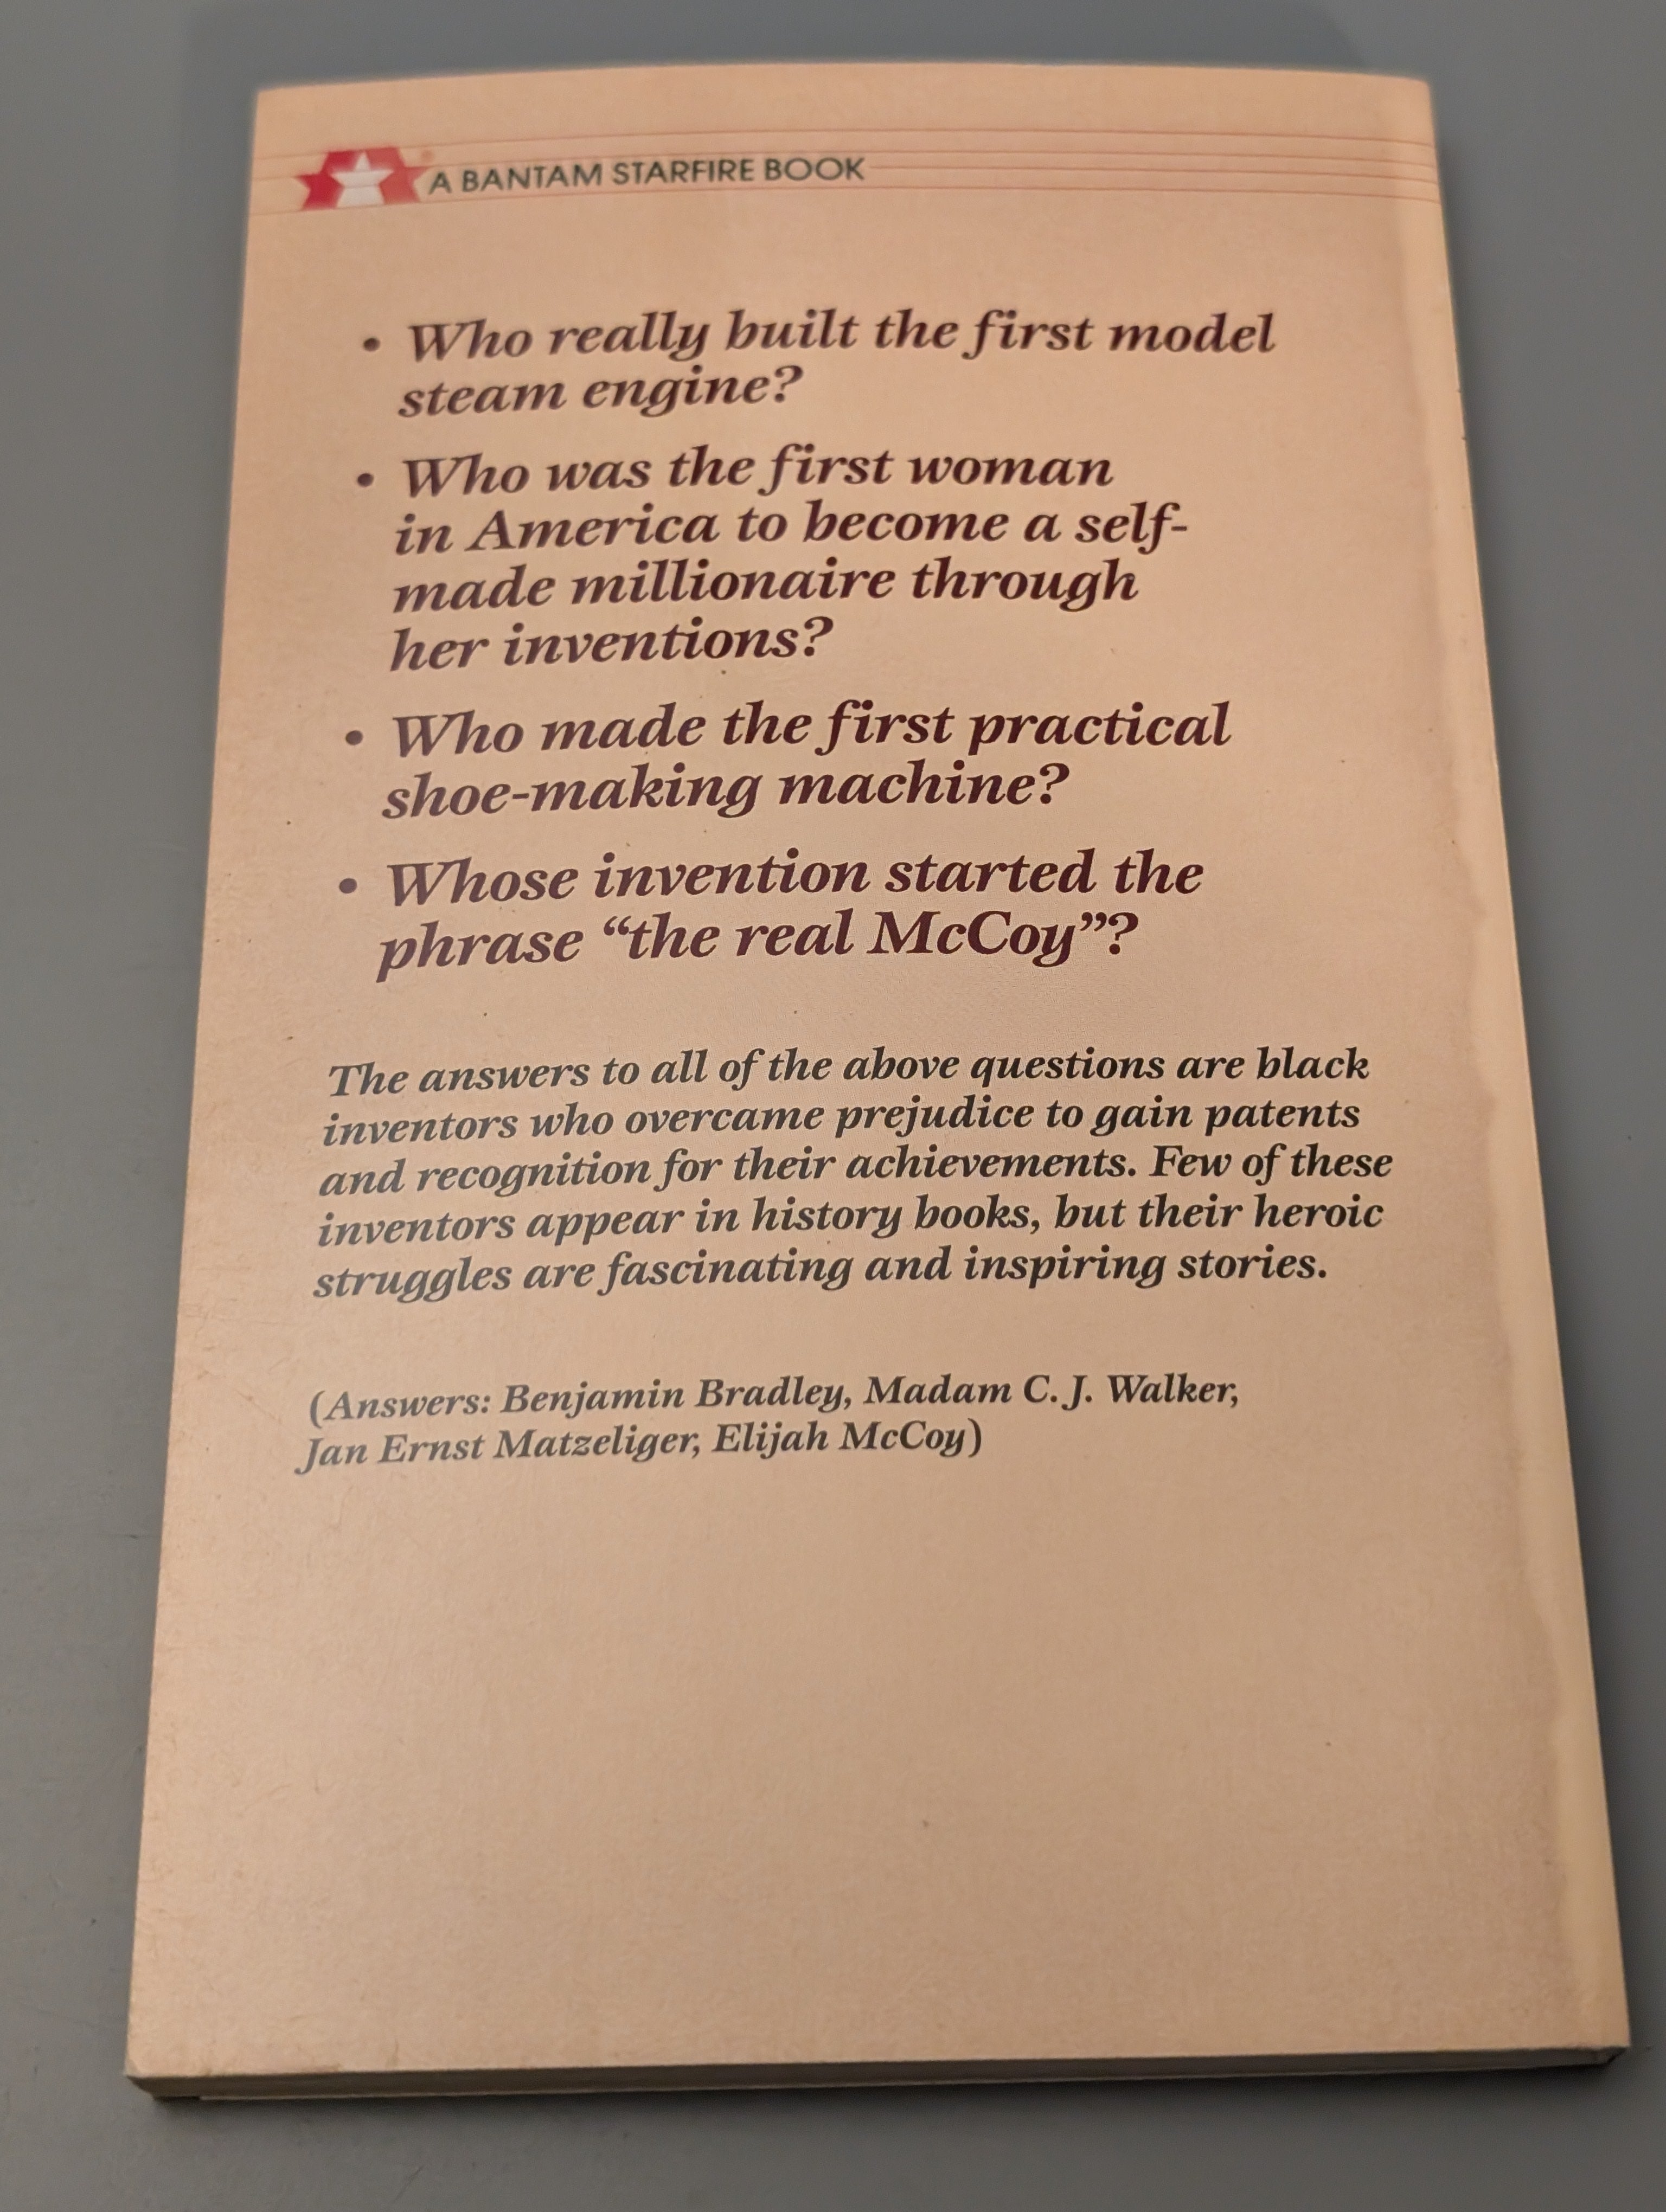 A BANTAM STARFIRE BOOK
• Who really built the first model
steam engine?
• Who was the first woman
in America to become a self-
made millionaire through
her inventions?
• Who made the first practical
shoe-making machine?
• Whose invention started the
phrase “the real McCoy”?
The answers to all of the above questions are black
inventors who overcame prejudice to gain patents
and recognition for their achievements. Few of these
inventors appear in history books, but their heroic
struggles are fascinating and inspiring stories.
(Answers: Benjamin Bradley, Madam C. J. Walker,
Jan Ernst Matzeliger, Elijah McCoy)